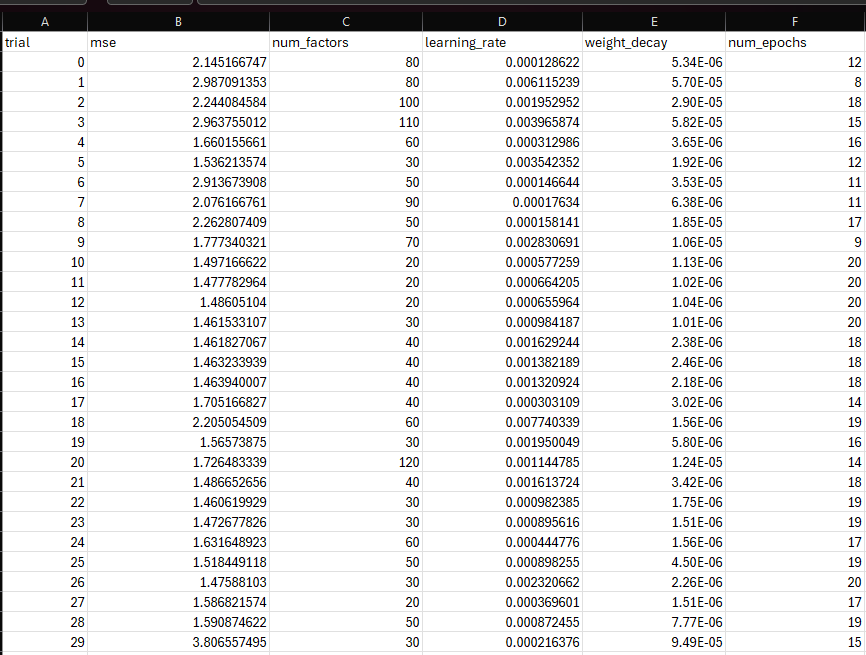 A B C D E F
trial mse num_factors learning_rate weight_decay num_epochs
0 2.145166747 80 0.000128622 5.34E-06 12
1 2.987091353 80 0.006115239 5.70E-05 8
2 2.244084584 100 0.001952952 2.90E-05 18
3 2.963755012 110 0.003965874 5.82E-05 15
4 1.660155661 60 0.000312986 3.65E-06 16
5 1.536213574 30 0.003542352 1.92E-06 12
6 2.913673908 50 0.000146644 3.53E-05 11
7 2.076166761 90 0.00017634 6.38E-06 11
8 2.262807409 50 0.000158141 1.85E-05 17
9 1.777340321 70 0.002830691 1.06E-05 9
10 1.497166622 20 0.000577259 1.13E-06 20
11 1.477782964 20 0.000664205 1.02E-06 20
12 1.48605104 20 0.000655964 1.04E-06 20
13 1.461533107 30 0.000984187 1.01E-06 20
14 1.461827067 40 0.001629244 2.38E-06 18
15 1.463233939 40 0.001382189 2.46E-06 18
16 1.463940007 40 0.001320924 2.18E-06 18
17 1.705166827 40 0.000303109 3.02E-06 14
18 2.205054509 60 0.007740339 1.56E-06 19
19 1.56573875 30 0.001950049 5.80E-06 16
20 1.726483339 120 0.001144785 1.24E-05 14
21 1.486652656 40 0.001613724 3.42E-06 18
22 1.460619929 30 0.000982385 1.75E-06 19
23 1.472677826 30 0.000895616 1.51E-06 19
24 1.631648923 60 0.000444776 1.56E-06 17
25 1.518449118 50 0.000898255 4.50E-06 19
26 1.47588103 30 0.002320662 2.26E-06 20
27 1.586821574 20 0.000369601 1.51E-06 17
28 1.590874622 50 0.000872455 7.77E-06 19
29 3.806557495 30 0.000216376 9.49E-05 15